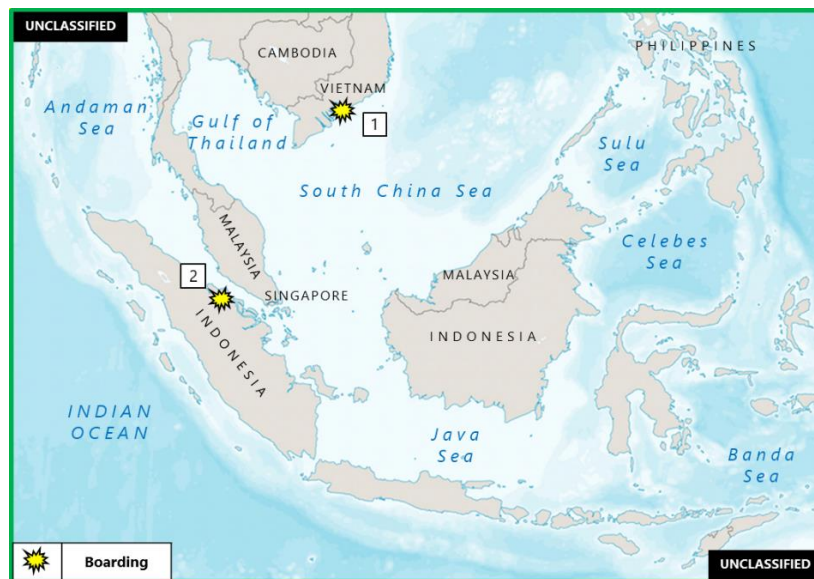 UNCLASSIFIED
PHILIPPINES
CAMBODIA
VIETNAM
1
Andaman
Sea
Gulf of
Thailand
Sulu
Sea
South China Sea
MALAYSIA
Celebes
Sea
MALAYSIA
2
SINGAPORE
INDONESIA
INDONESIA
INDIAN
OCEAN
Java
Sea
Banda
Sea
Boarding
UNCLASSIFIED